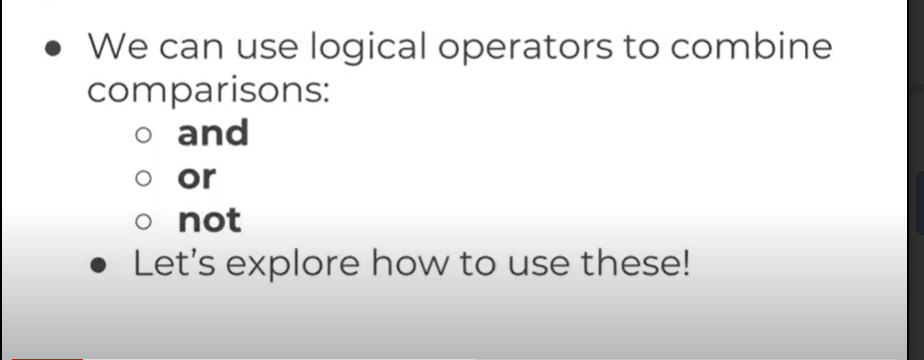 ● We can use logical operators to combine
comparisons:
○ and
○ or
○ not
● Let's explore how to use these!